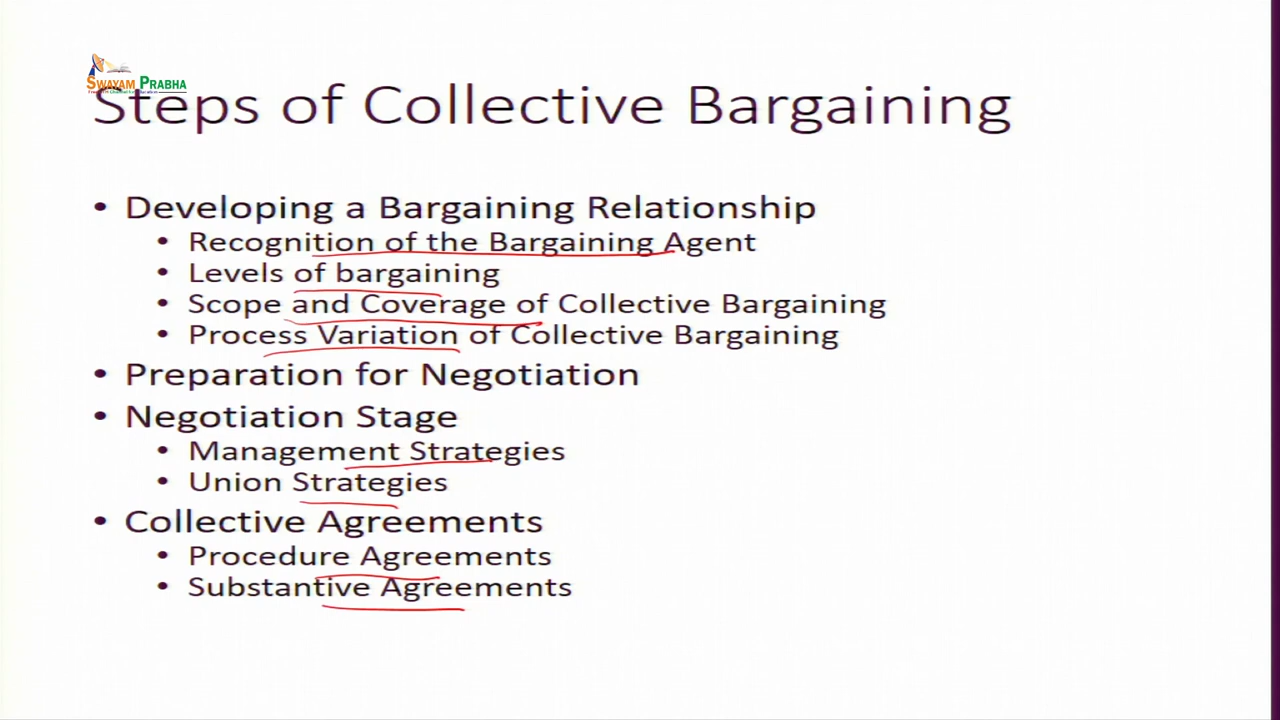 SWAYAM PRABHA
Steps of Collective Bargaining
• Developing a Bargaining Relationship
• Recognition of the Bargaining Agent
• Levels of bargaining
• Scope and Coverage of Collective Bargaining
• Process Variation of Collective Bargaining
• Preparation for Negotiation
• Negotiation Stage
• Management Strategies
• Union Strategies
• Collective Agreements
• Procedure Agreements
• Substantive Agreements